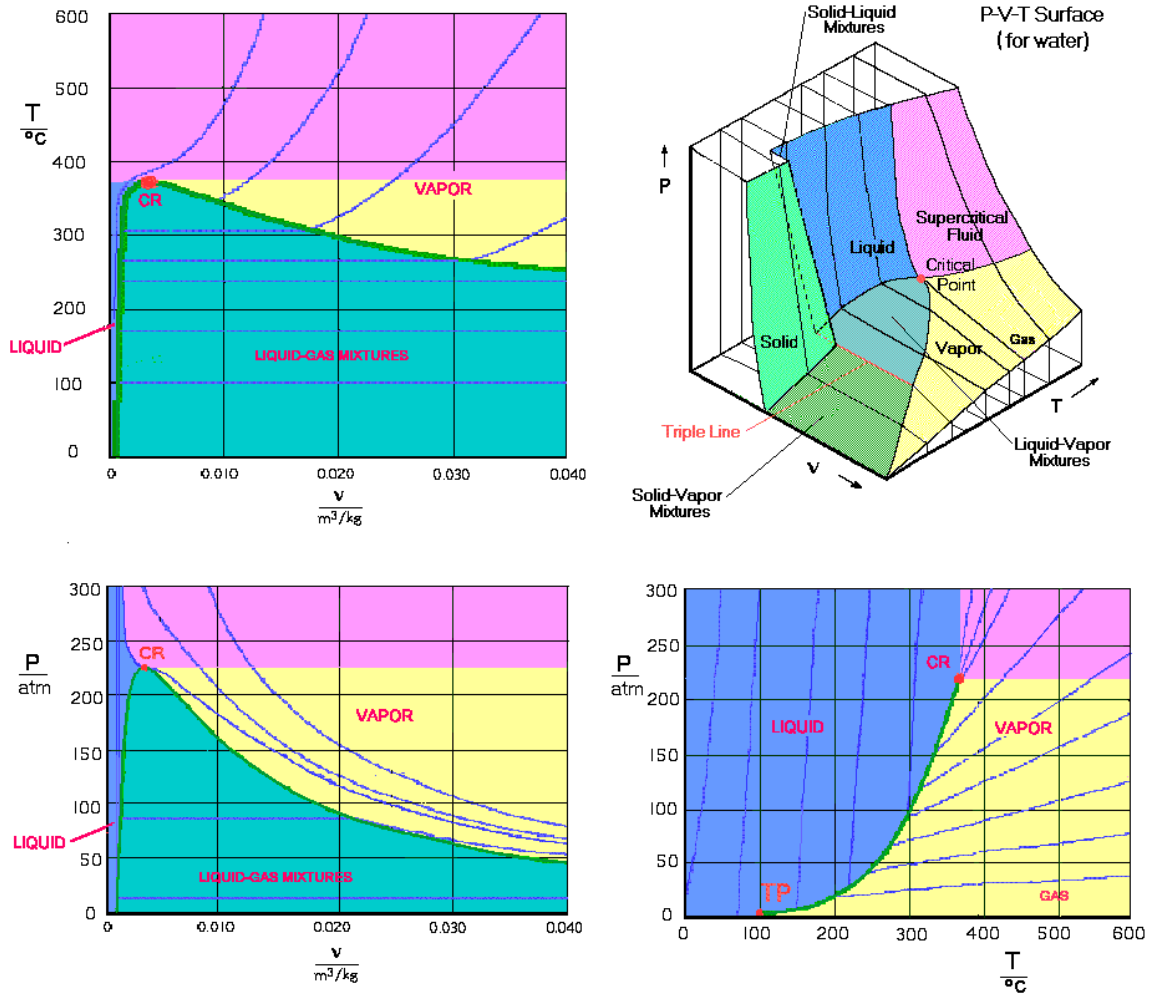 600
500
400
300
200
100
0
T
°C
CR
VAPOR
LIQUID
LIQUID-GAS MIXTURES
0
0.010
0.020
0.030
0.040
v
m³/kg
Solid-Liquid
Mixtures
P-V-T Surface
(for water)
P
Liquid
Supercritical
Fluid
Critical
Point
Solid
Vapor
Gas
T
Triple Line
v
Liquid-Vapor
Mixtures
Solid-Vapor
Mixtures
300
250
200
150
100
50
0
P
atm
CR
VAPOR
LIQUID
LIQUID-GAS MIXTURES
0
0.010
0.020
0.030
0.040
v
m³/kg
300
250
200
150
100
50
0
P
atm
CR
LIQUID
VAPOR
TP
GAS
0
100
200
300
400
500
600
T
°C